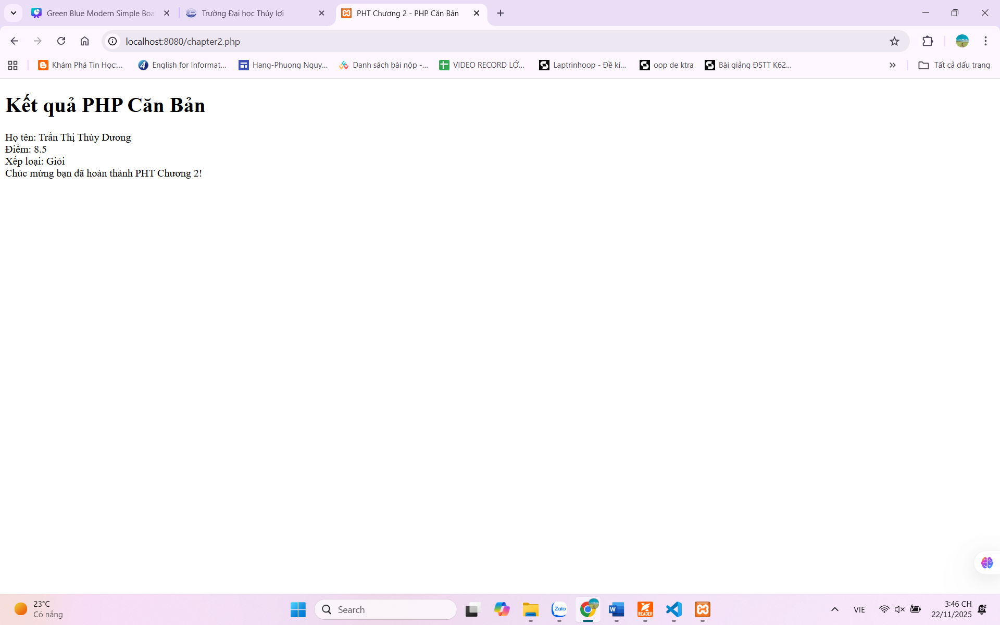 Green Blue Modern Simple Boa
Trường Đại học Thủy lợi
PHT Chương 2 - PHP Căn Bản
localhost:8080/chapter2.php
Khám Phá Tin Học:...
English for Informat...
Hang-Phuong Nguy...
Danh sách bài nộp -...
VIDEO RECORD LỚ...
Laptrinhoop - Đề ki...
oop de ktra
Bài giảng ĐSTT K62...
Tất cả dấu trang
Kết quả PHP Căn Bản
Họ tên: Trần Thị Thùy Dương
Điểm: 8.5
Xếp loại: Giỏi
Chúc mừng bạn đã hoàn thành PHT Chương 2!
23°C
Có nắng
Search
Zalo
W
READER
VIE
3:46 CH
22/11/2025